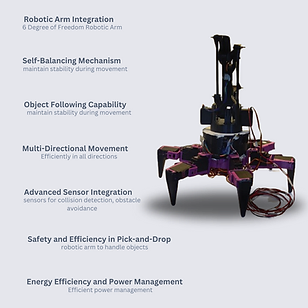 Robotic Arm Integration
6 Degree of Freedom Robotic Arm
Self-Balancing Mechanism
maintain stability during movement
Object Following Capability
maintain stability during movement
Multi-Directional Movement
Efficiently in all directions
Advanced Sensor Integration
sensors for collision detection, obstacle
avoidance
Safety and Efficiency in Pick-and-Drop
robotic arm to handle objects
Energy Efficiency and Power Management
Efficient power management